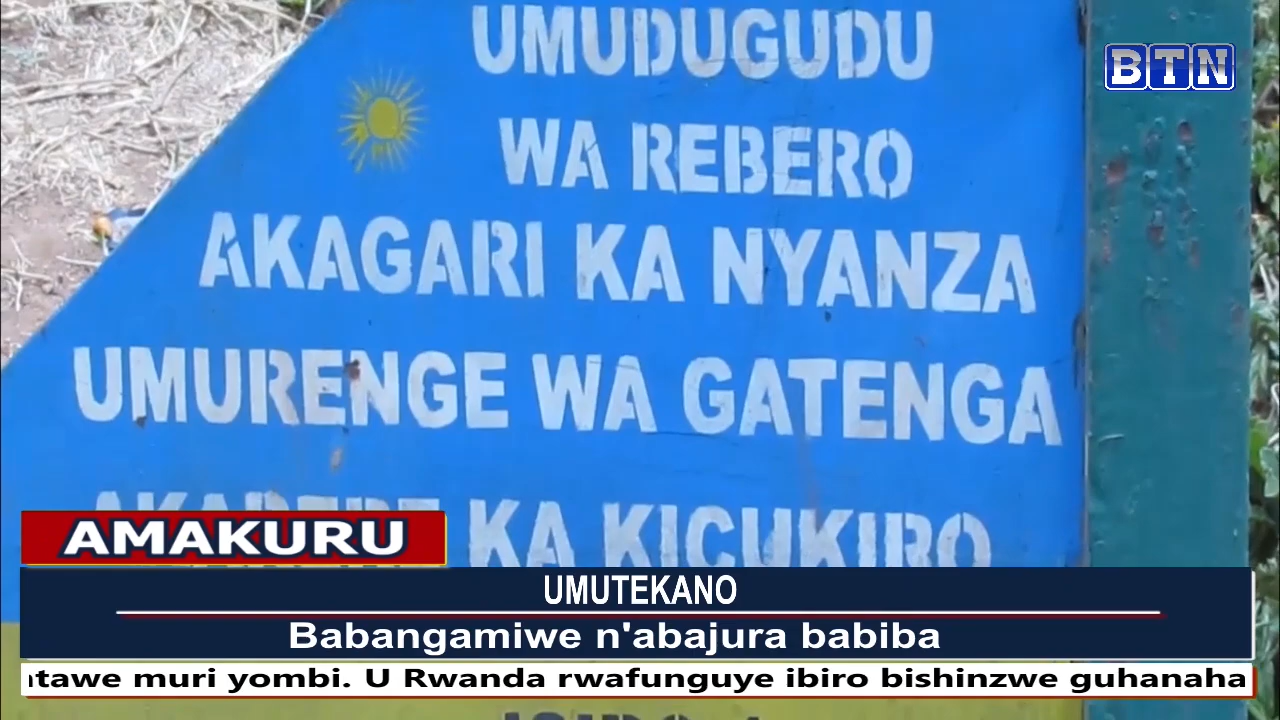 UMUDUGUDU
BTN
WA REBERO
AKAGARI KA NYANZA
UMURENGE WA GATENGA
KA KICUKIRO
AMAKURU
UMUTEKANO
Babangamiwe n'abajura babiba
muri yombi. U Rwanda rwafunguye ibiro bishinzwe guhanaha